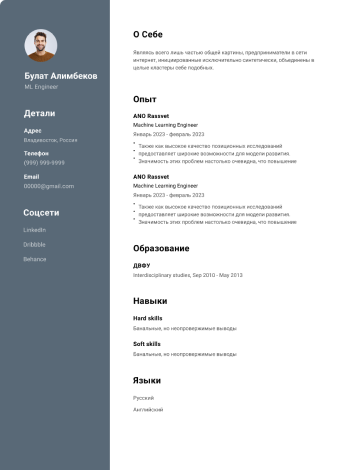 Булат Алимбеков
ML Engineer
Детали
Адрес
Владивосток, Россия
Телефон
(999) 999-9999
Email
00000@gmail.com
Соцсети
LinkedIn
Dribbble
Behance
О Себе
Являясь всего лишь частью общей картины, предприниматели в сети
интернет, инициированные исключительно синтетически, объединены в
целые кластеры себе подобных.
Опыт
ANO Rassvet
Machine Learning Engineer
Январь 2023 - февраль 2023
Также как высокое качество позиционных исследований
предоставляет широкие возможности для модели развития.
Значимость этих проблем настолько очевидна, что повышение
ANO Rassvet
Machine Learning Engineer
Январь 2023 - февраль 2023
Также как высокое качество позиционных исследований
предоставляет широкие возможности для модели развития.
Значимость этих проблем настолько очевидна, что повышение
Образование
ДВФУ
Interdisciplinary studies, Sep 2010 - May 2013
Навыки
Hard skills
Банальные, но неопровержимые выводы
Soft skills
Банальные, но неопровержимые выводы
Языки
Русский
Английский